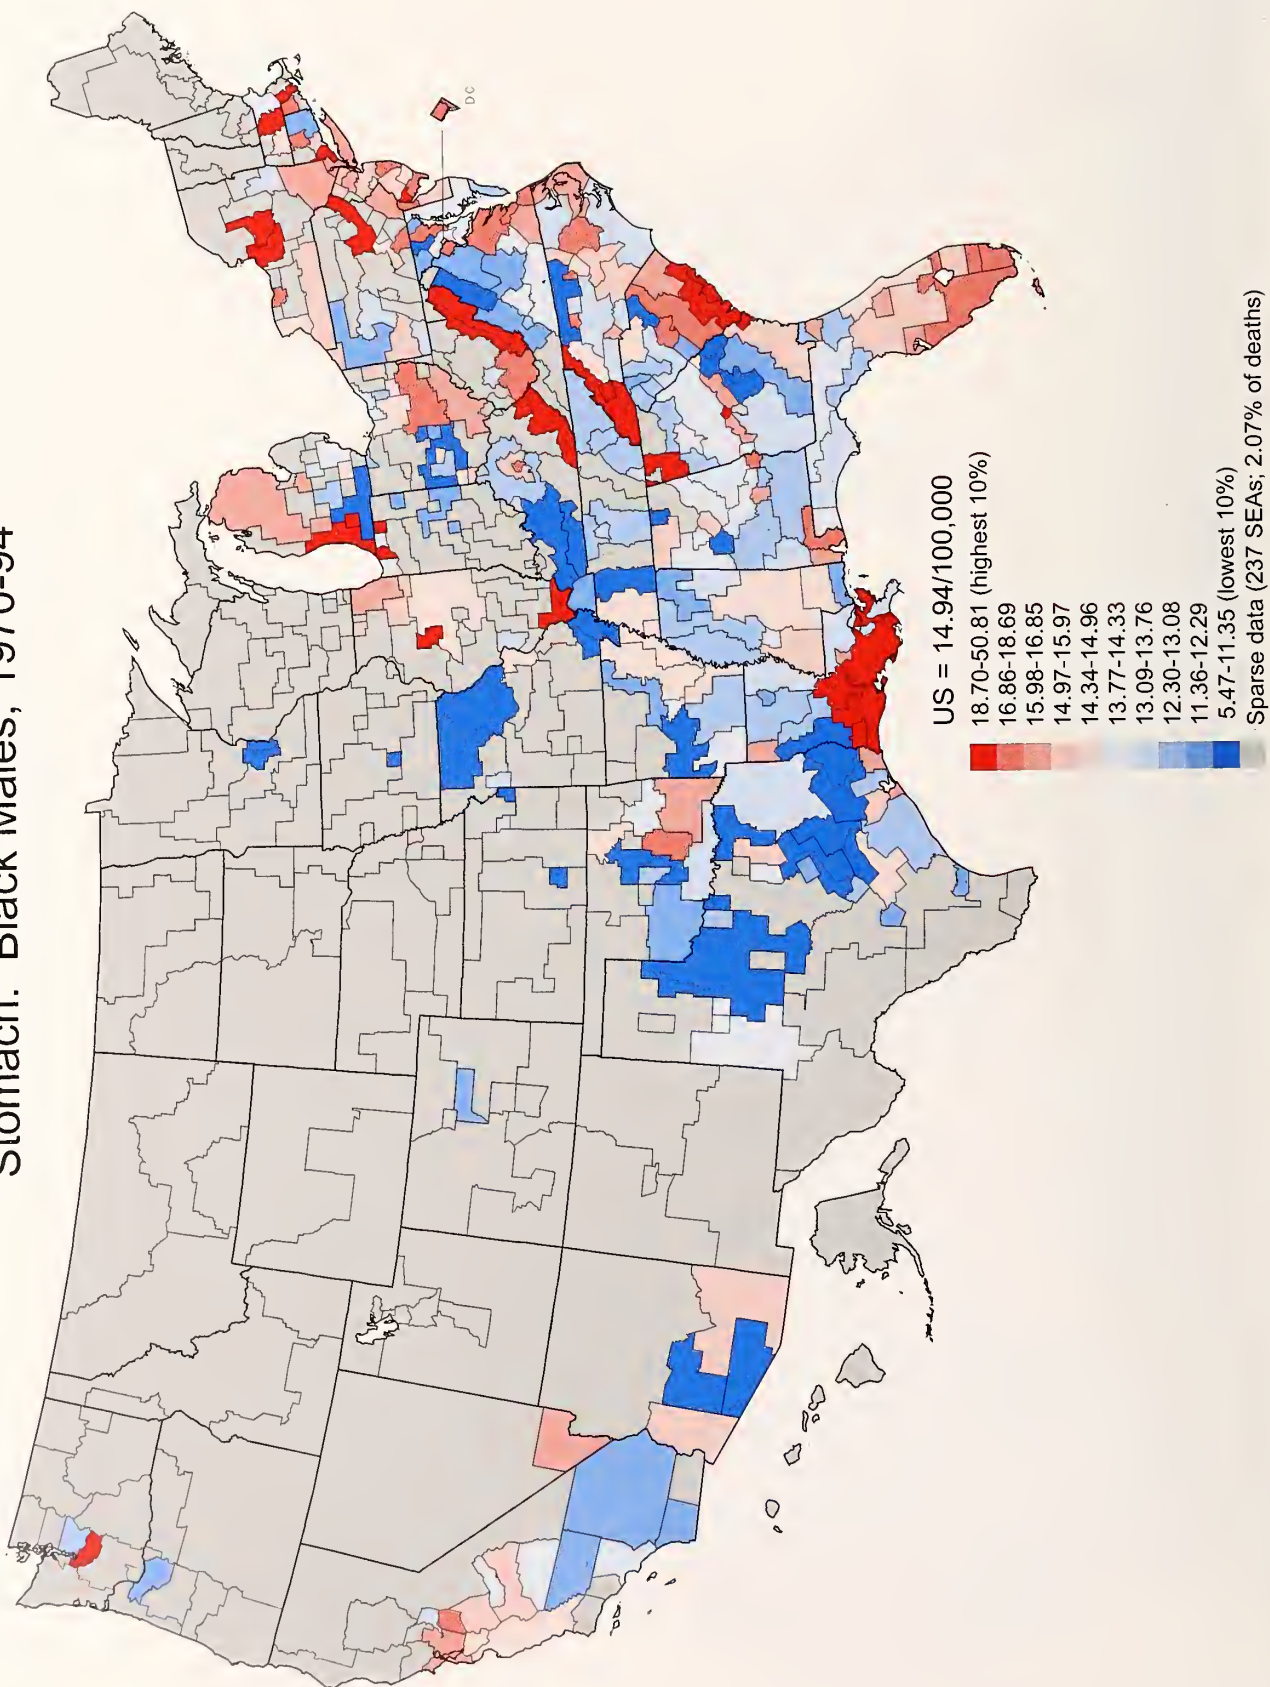 Stomach: Black Males, 1970-94
DC
US = 14.94/100,000
18.70-50.81 (highest 10%)
16.86-18.69
15.98-16.85
14.97-15.97
14.34-14.96
13.77-14.33
13.09-13.76
12.30-13.08
11.36-12.29
5.47-11.35 (lowest 10%)
Sparse data (237 SEAs; 2.07% of deaths)